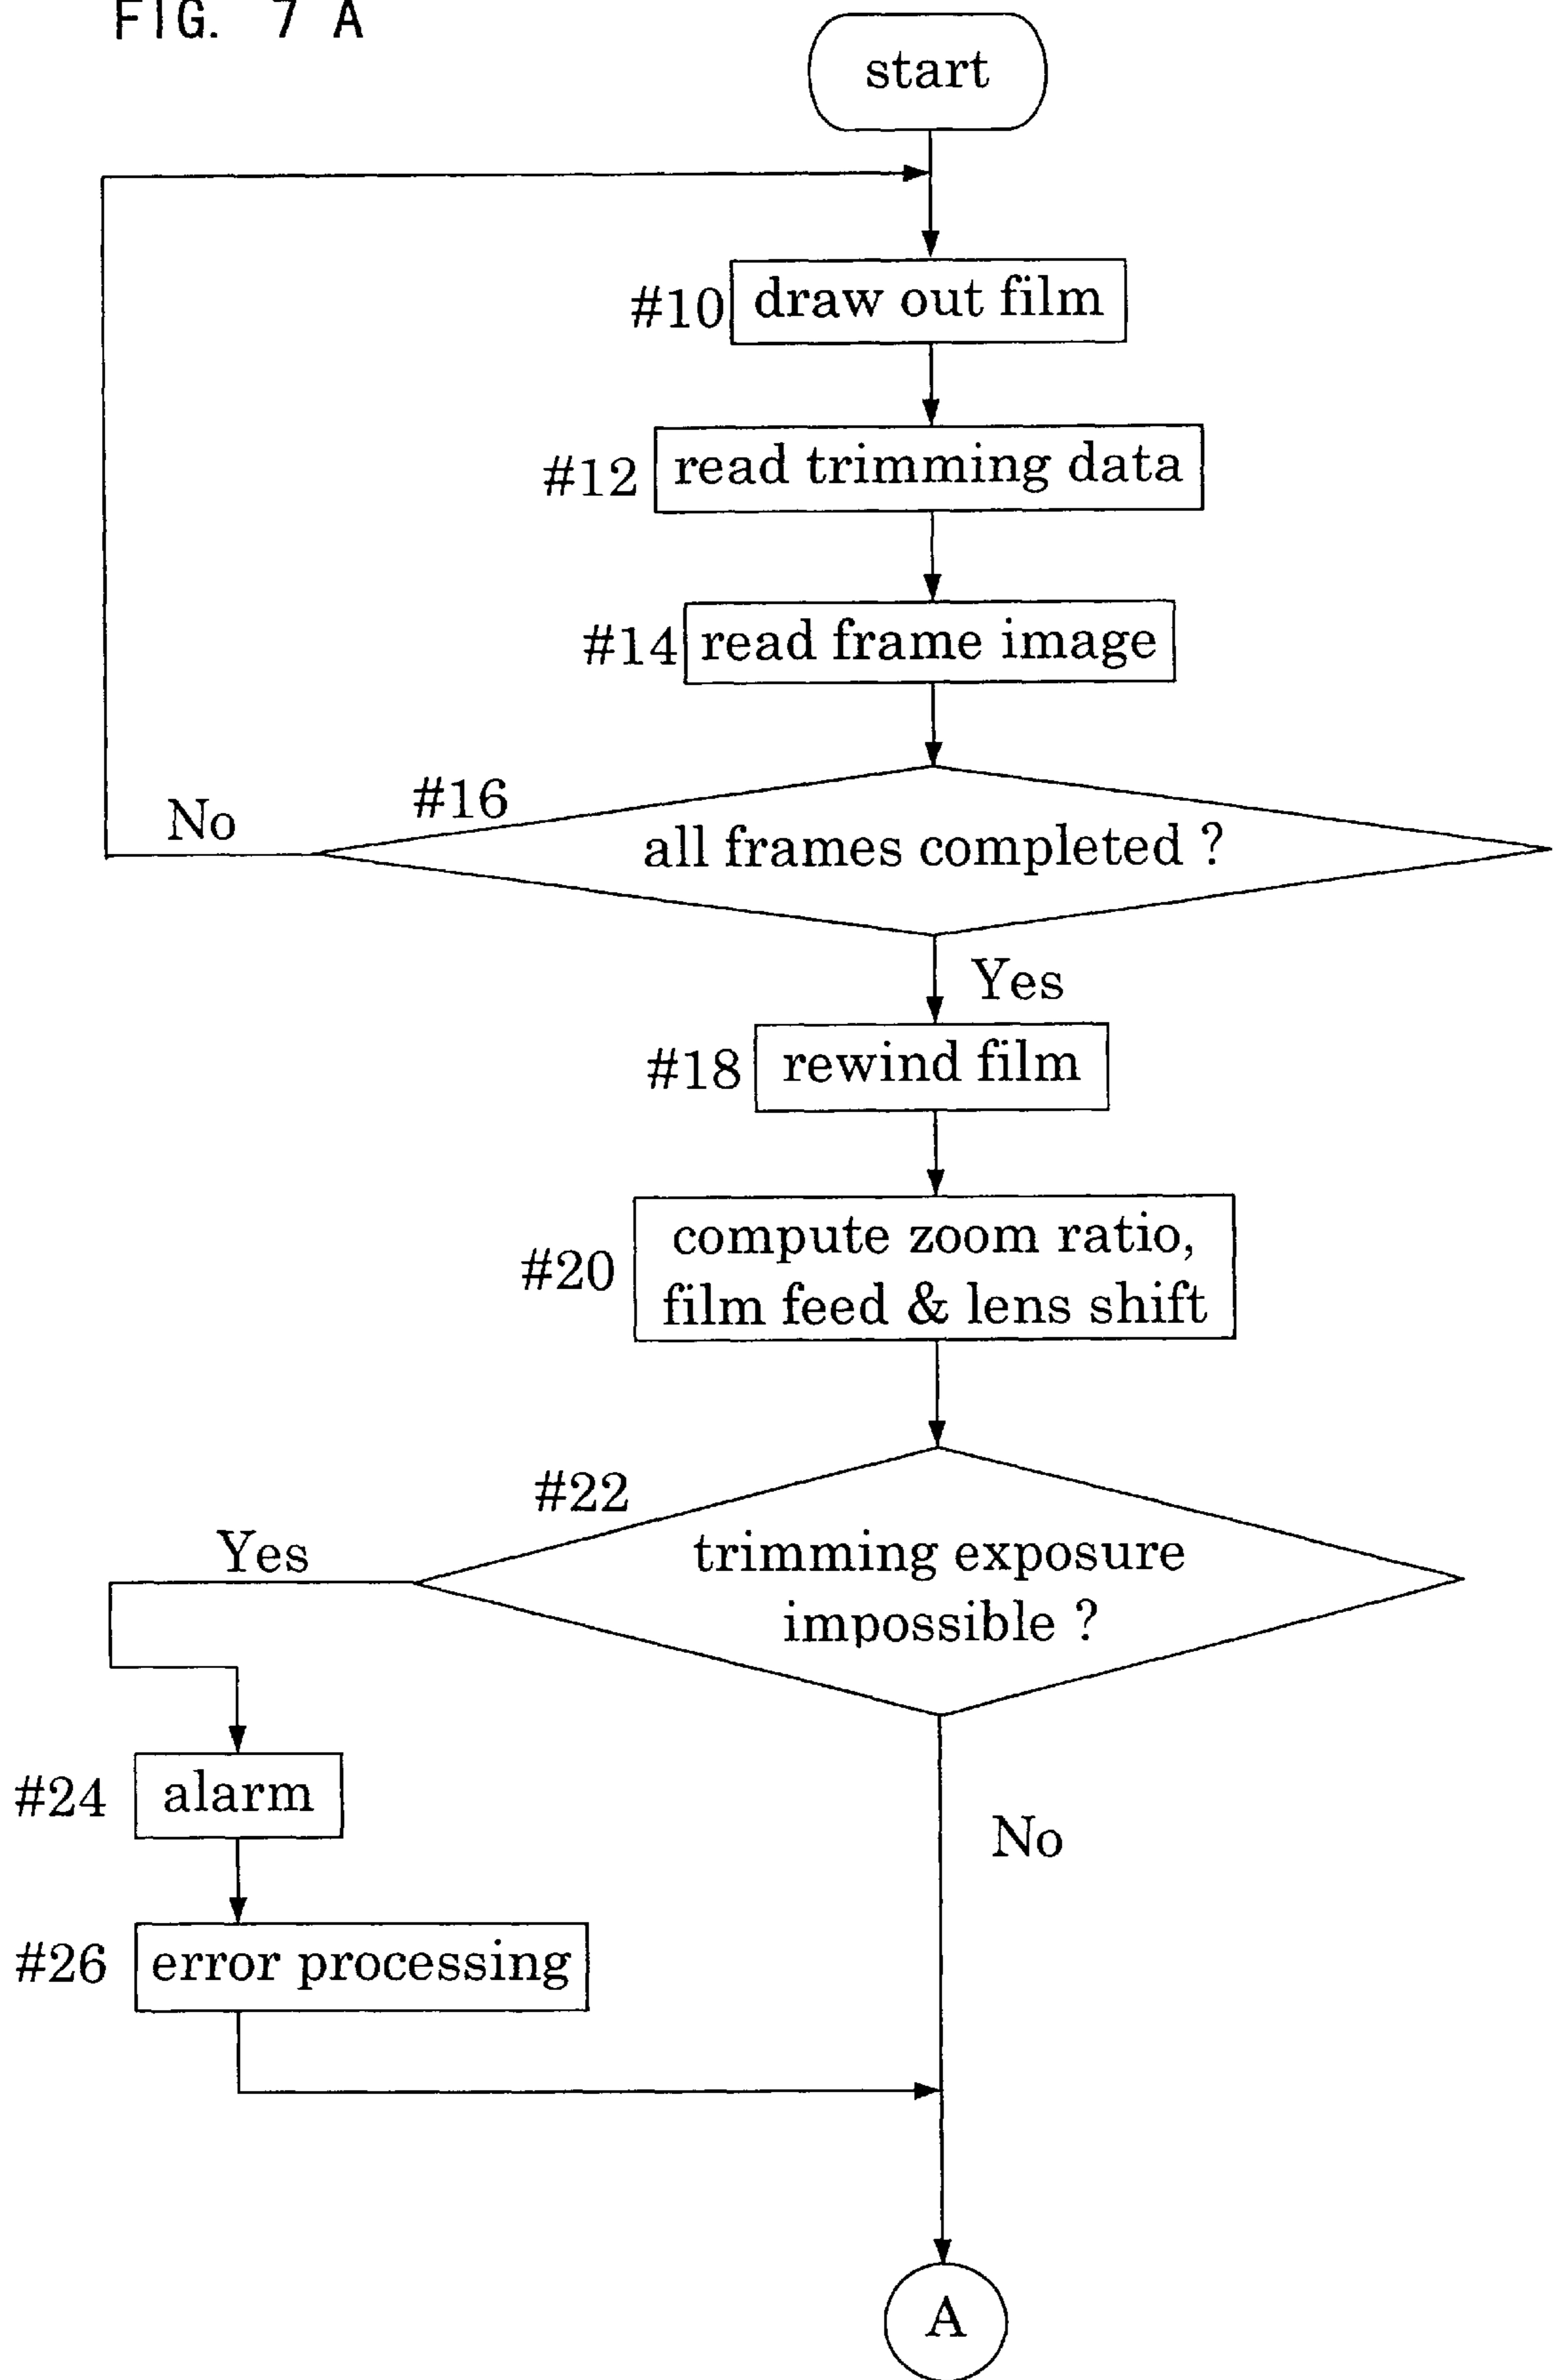 FIG. 7 A
start
#10 draw out film
#12 read trimming data
#14 read frame image
#16
No
all frames completed ?
Yes
#18 rewind film
#20
compute zoom ratio,
film feed & lens shift
#22
Yes
trimming exposure
impossible ?
#24 alarm
No
#26 error processing
A